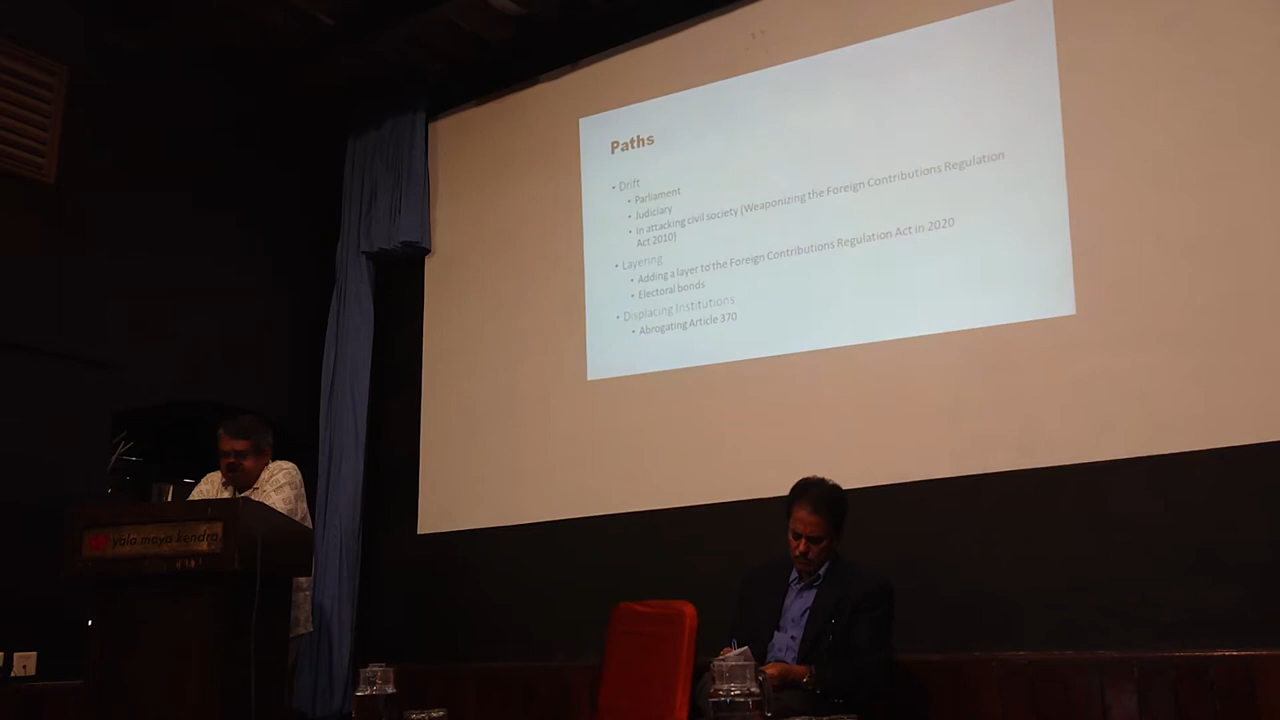 Paths
• Drift
• Parliament
• Judiciary
• In attacking civil society (Weaponizing the Foreign Contributions Regulation
Act 2010)
• Layering
• Adding a layer to the Foreign Contributions Regulation Act in 2020
• Electoral bonds
• Displacing Institutions
• Abrogating Article 370
yala maya kendra